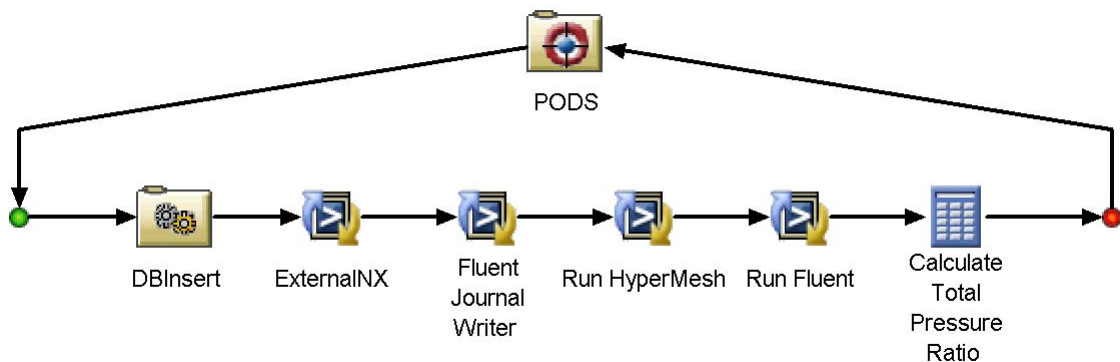 PODS
DBInsert
ExternalNX
Fluent
Journal
Writer
Run HyperMesh
Run Fluent
Calculate
Total
Pressure
Ratio